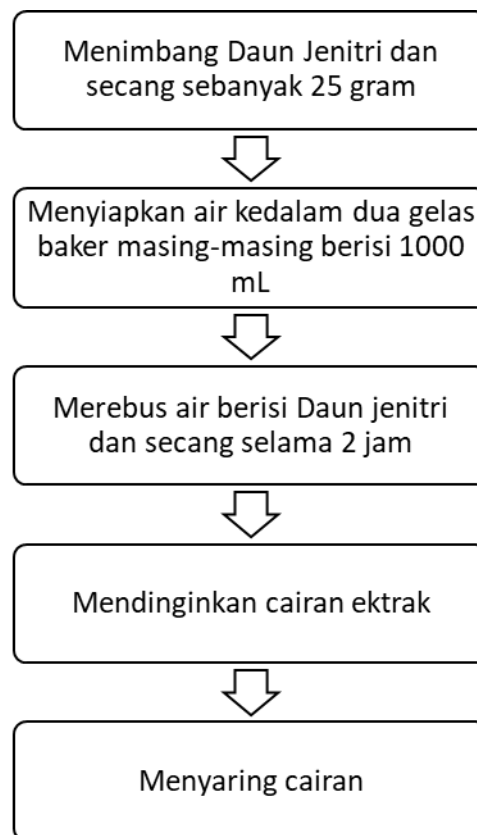 Menimbang Daun Jenitri dan
secang sebanyak 25 gram
Menyiapkan air kedalam dua gelas
baker masing-masing berisi 1000
mL
Merebus air berisi Daun jenitri
dan secang selama 2 jam
Mendinginkan cairan ektrak
Menyaring cairan